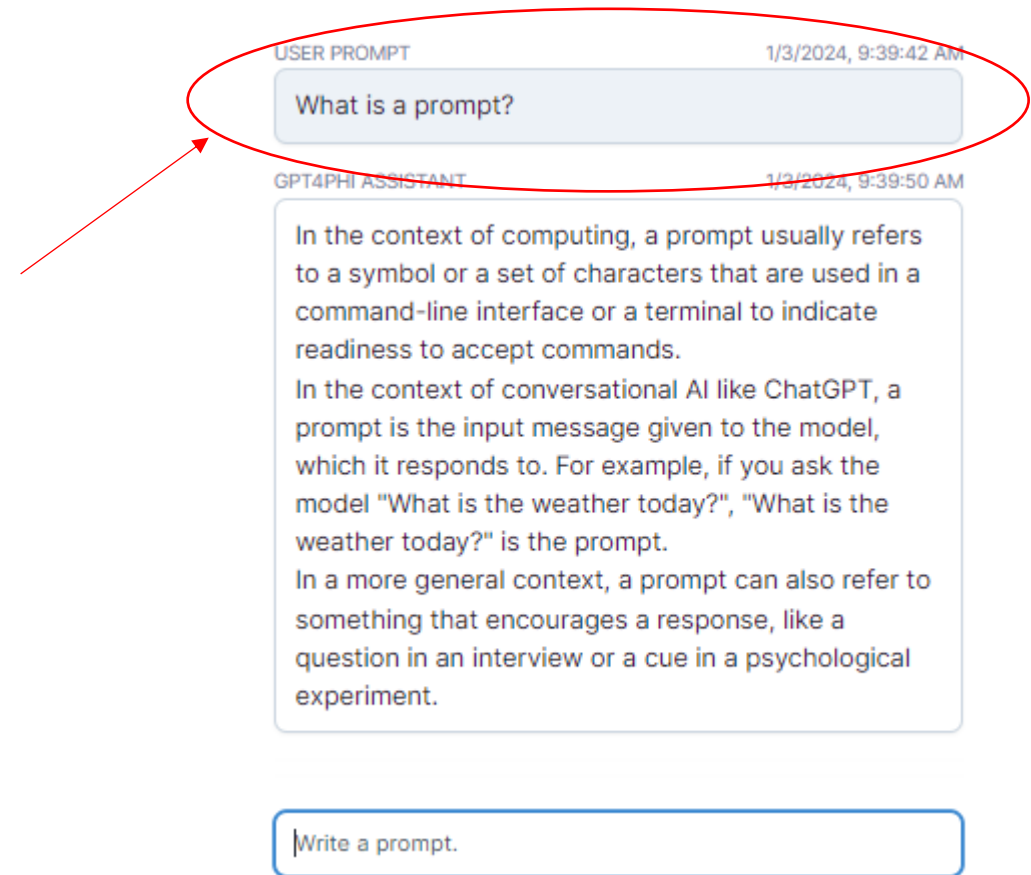 USER PROMPT 1/3/2024, 9:39:42 AM
What is a prompt?
GPT4PHI ASSISTANT 1/3/2024, 9:39:50 AM
In the context of computing, a prompt usually refers
to a symbol or a set of characters that are used in a
command-line interface or a terminal to indicate
readiness to accept commands.
In the context of conversational AI like ChatGPT, a
prompt is the input message given to the model,
which it responds to. For example, if you ask the
model "What is the weather today?", "What is the
weather today?" is the prompt.
In a more general context, a prompt can also refer to
something that encourages a response, like a
question in an interview or a cue in a psychological
experiment.
Write a prompt.